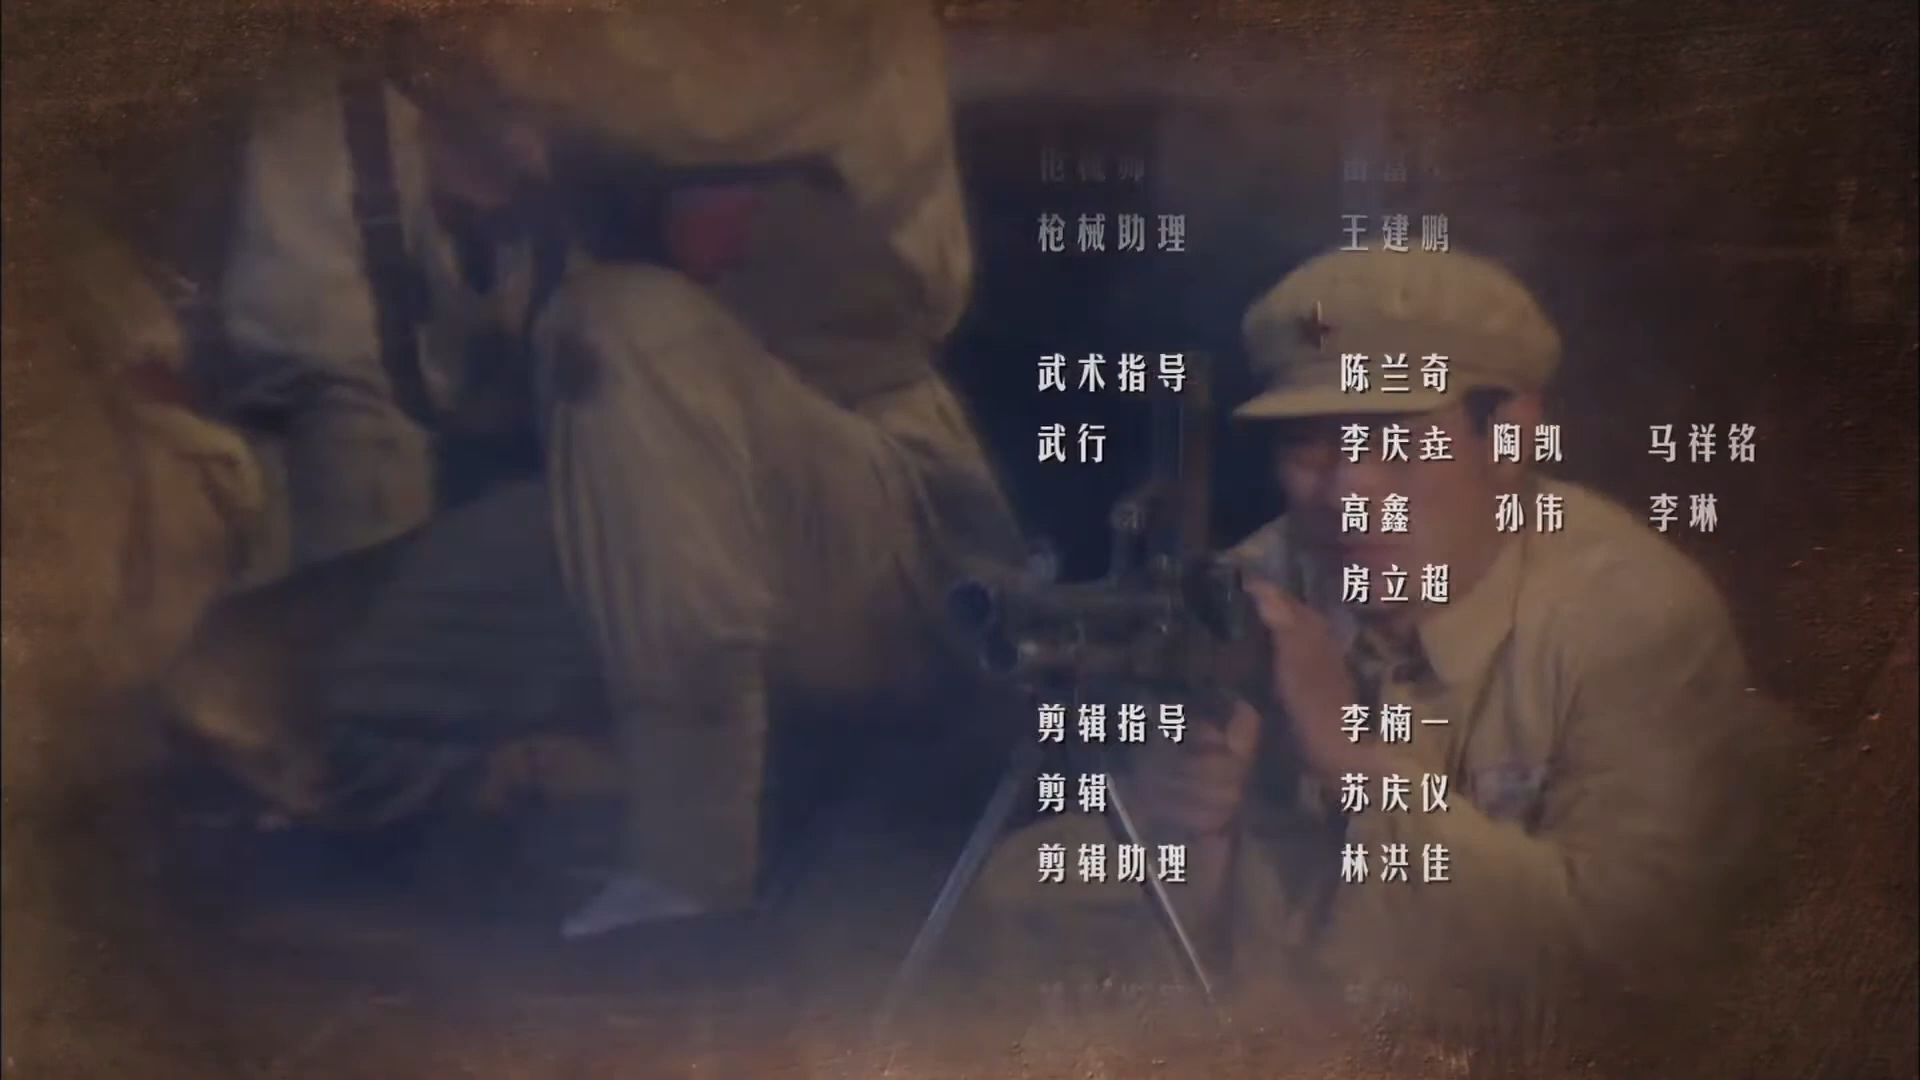 枪械助理 王建鹏
武术指导 陈兰奇
武行 李庆垚 陶凯 马祥铭
高鑫 孙伟 李琳
房立超
剪辑指导 李楠一
剪辑 苏庆仪
剪辑助理 林洪佳